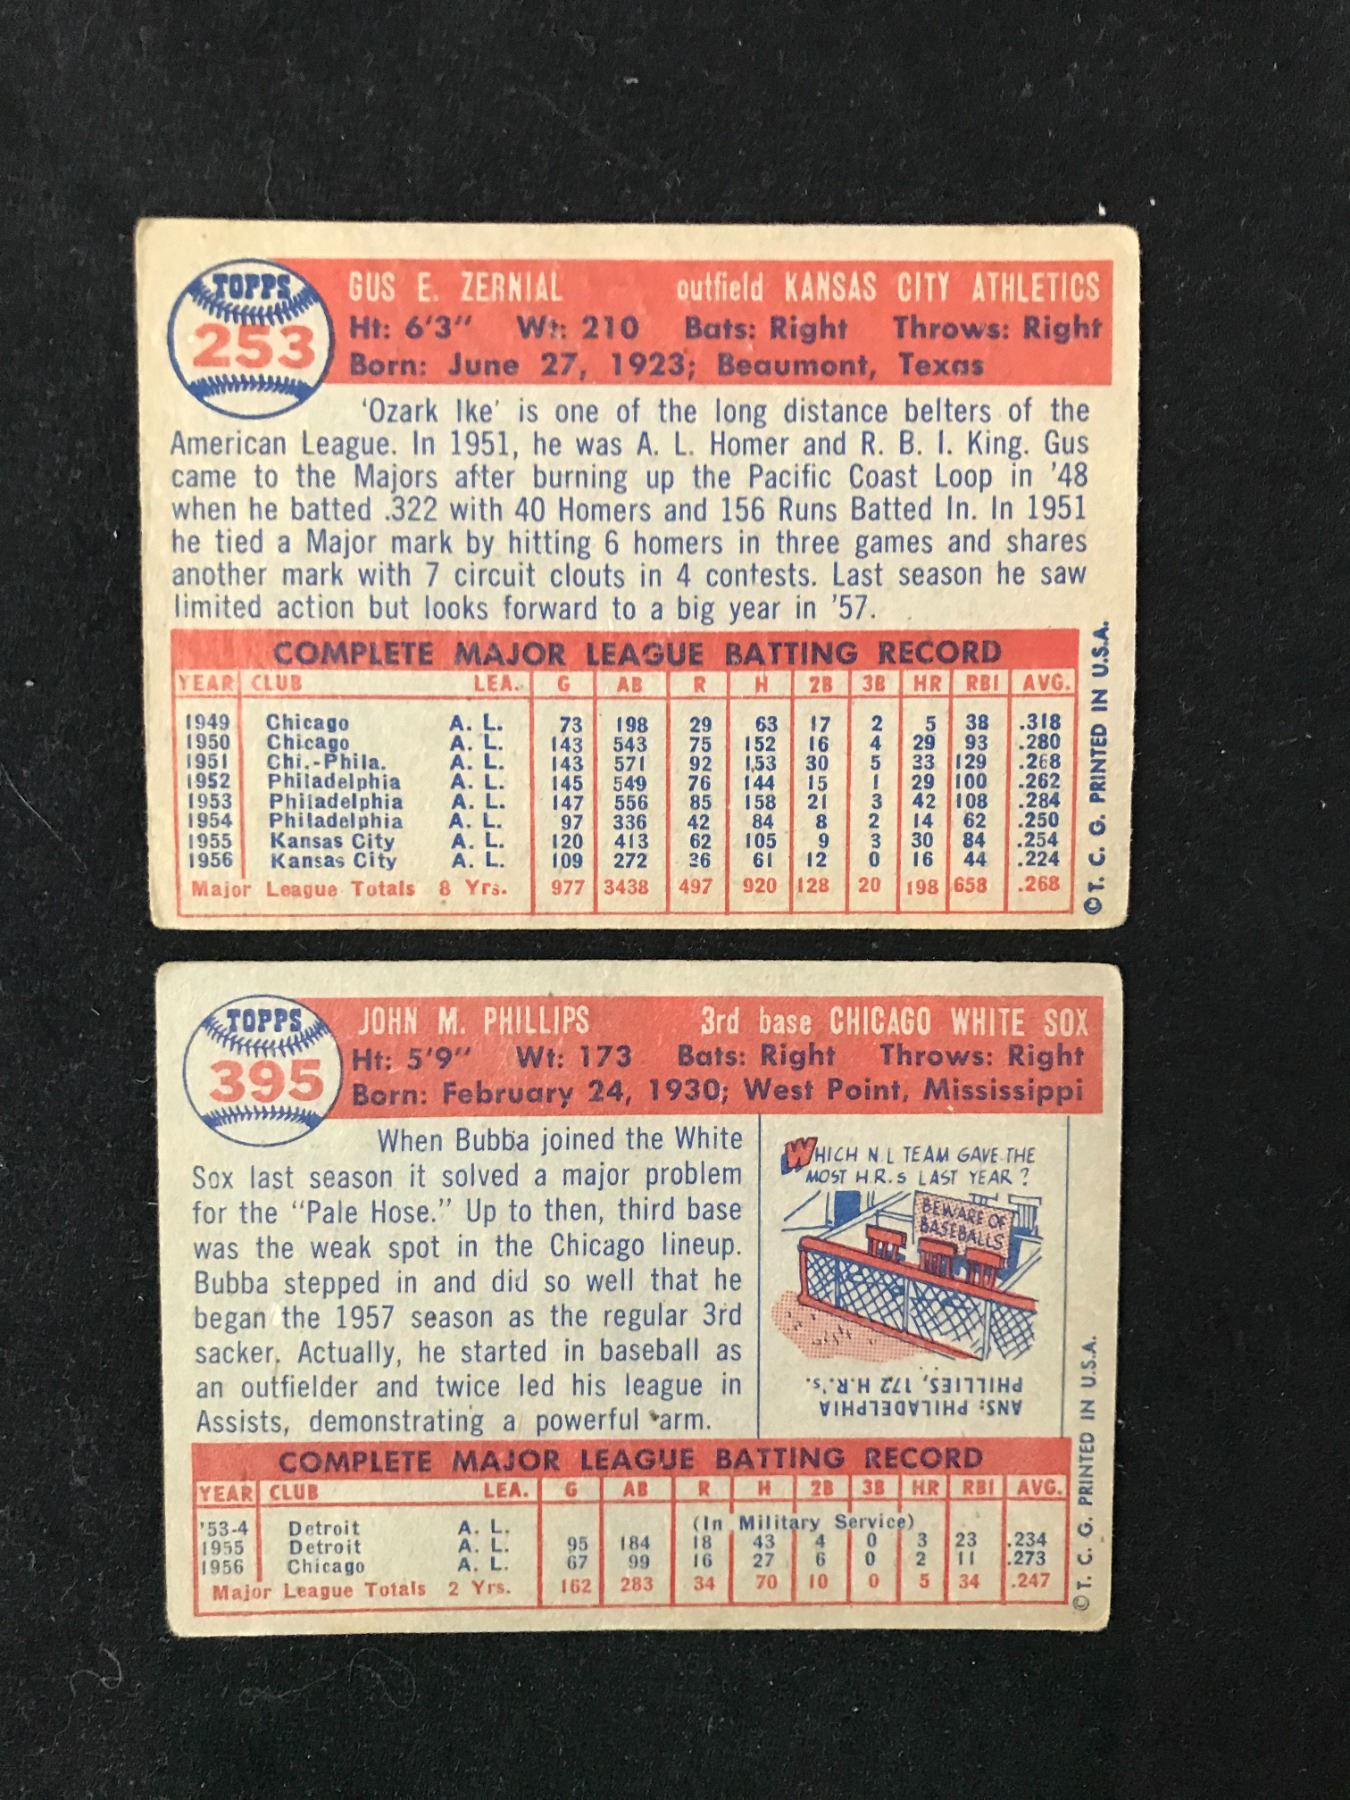 TOPPS
253
GUS E. ZERNIAL outfield KANSAS CITY ATHLETICS
Ht: 6'3" Wt: 210 Bats: Right Throws: Right
Born: June 27, 1923; Beaumont, Texas
'Ozark Ike' is one of the long distance belters of the
American League. In 1951, he was A. L. Homer and R. B. I. King. Gus
came to the Majors after burning up the Pacific Coast Loop in '48
when he batted .322 with 40 Homers and 156 Runs Batted In. In 1951
he tied a Major mark by hitting 6 homers in three games and shares
another mark with 7 circuit clouts in 4 contests. Last season he saw
limited action but looks forward to a big year in '57.
COMPLETE MAJOR LEAGUE BATTING RECORD
YEAR CLUB LEA. G AB R H 2B 3B HR RBI AVG.
1949 Chicago A. L. 73 198 29 63 17 2 5 38 .318
1950 Chicago A. L. 143 543 75 152 16 4 29 93 .280
1951 Chi.-Phila. A. L. 143 571 92 153 30 5 33 129 .268
1952 Philadelphia A. L. 145 549 76 144 15 1 29 100 .262
1953 Philadelphia A. L. 147 556 85 158 21 3 42 108 .284
1954 Philadelphia A. L. 97 336 42 84 8 2 14 62 .250
1955 Kansas City A. L. 120 413 62 105 9 3 30 84 .254
1956 Kansas City A. L. 109 272 36 61 12 0 16 44 .224
Major League Totals 8 Yrs. 977 3438 497 920 128 20 198 658 .268
©T. C. G. PRINTED IN U.S.A.
TOPPS
395
JOHN M. PHILLIPS 3rd base CHICAGO WHITE SOX
Ht: 5'9" Wt: 173 Bats: Right Throws: Right
Born: February 24, 1930; West Point, Mississippi
When Bubba joined the White
Sox last season it solved a major problem
for the "Pale Hose." Up to then, third base
was the weak spot in the Chicago lineup.
Bubba stepped in and did so well that he
began the 1957 season as the regular 3rd
sacker. Actually, he started in baseball as
an outfielder and twice led his league in
Assists, demonstrating a powerful arm.
WHICH N.L TEAM GAVE THE
MOST H.R.s LAST YEAR ?
BEWARE OF
BASEBALLS
ANS: PHILADELPHIA
PHILLIES, 172 H.R.'s.
COMPLETE MAJOR LEAGUE BATTING RECORD
YEAR CLUB LEA. G AB R H 2B 3B HR RBI AVG.
'53-4 Detroit A. L. (In Military Service)
1955 Detroit A. L. 95 184 18 43 4 0 3 23 .234
1956 Chicago A. L. 67 99 16 27 6 0 2 11 .273
Major League Totals 2 Yrs. 162 283 34 70 10 0 5 34 .247
©T. C. G. PRINTED IN U.S.A.